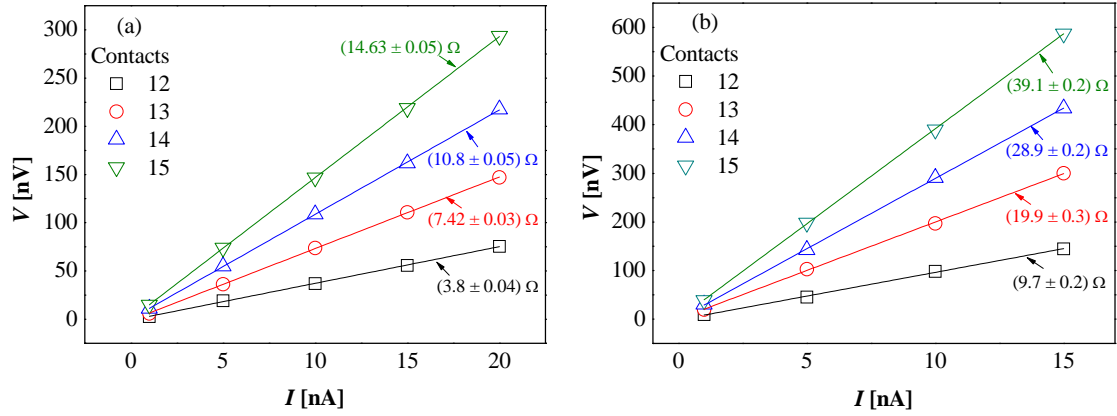 (a)
Contacts
12
13
14
15
(14.63 ± 0.05) Ω
(10.8 ± 0.05) Ω
(7.42 ± 0.03) Ω
(3.8 ± 0.04) Ω
300
250
200
150
100
50
0
V [nV]
0 5 10 15 20
I [nA]
(b)
Contacts
12
13
14
15
(39.1 ± 0.2) Ω
(28.9 ± 0.2) Ω
(19.9 ± 0.3) Ω
(9.7 ± 0.2) Ω
600
500
400
300
200
100
0
V [nV]
0 5 10 15
I [nA]